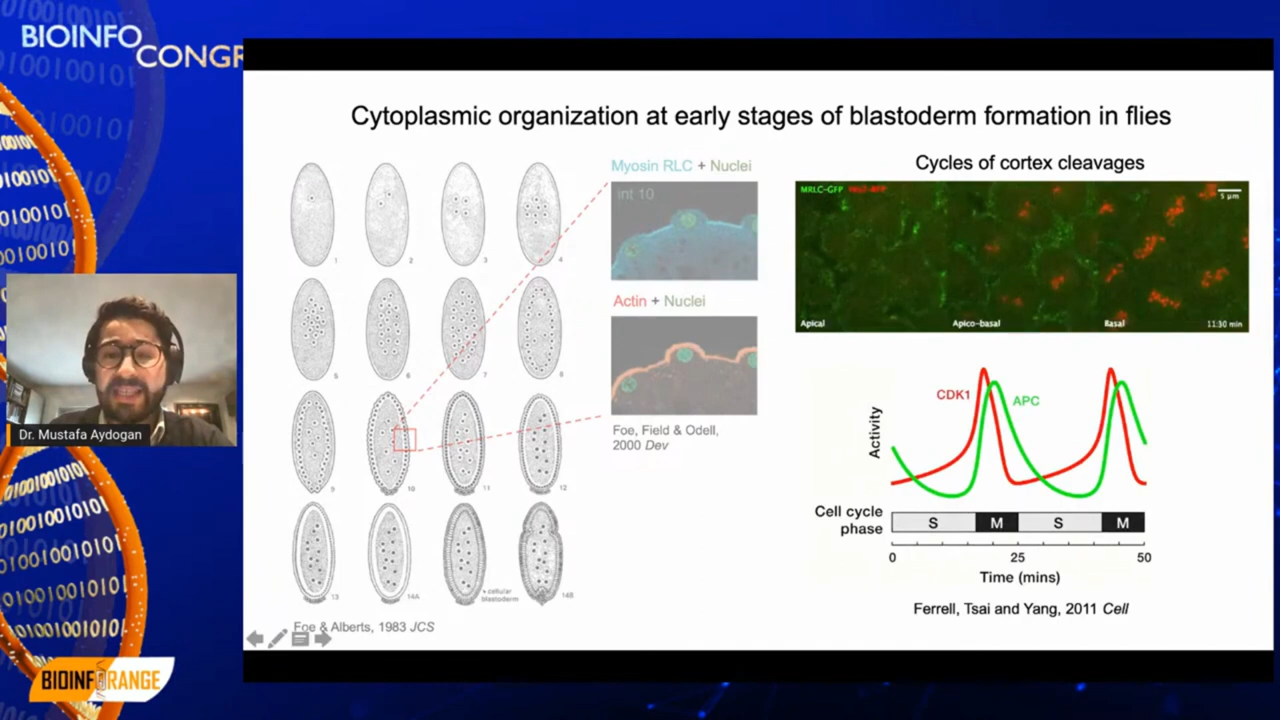 BIOINFO
CONGR
Cytoplasmic organization at early stages of blastoderm formation in flies
1
2
3
4
5
6
7
8
9
10
11
12
13
14A
cellular
blastoderm
14B
Foe & Alberts, 1983 JCS
Myosin RLC + Nuclei
int 10
Actin + Nuclei
Foe, Field & Odell,
2000 Dev
Cycles of cortex cleavages
MRLC-GFP
5 μm
Apical
Apico-basal
Basal
11:30 min
CDK1
APC
Activity
Cell cycle
phase
S
M
S
M
0
25
50
Time (mins)
Ferrell, Tsai and Yang, 2011 Cell
Dr. Mustafa Aydogan
BIOINFORANGE